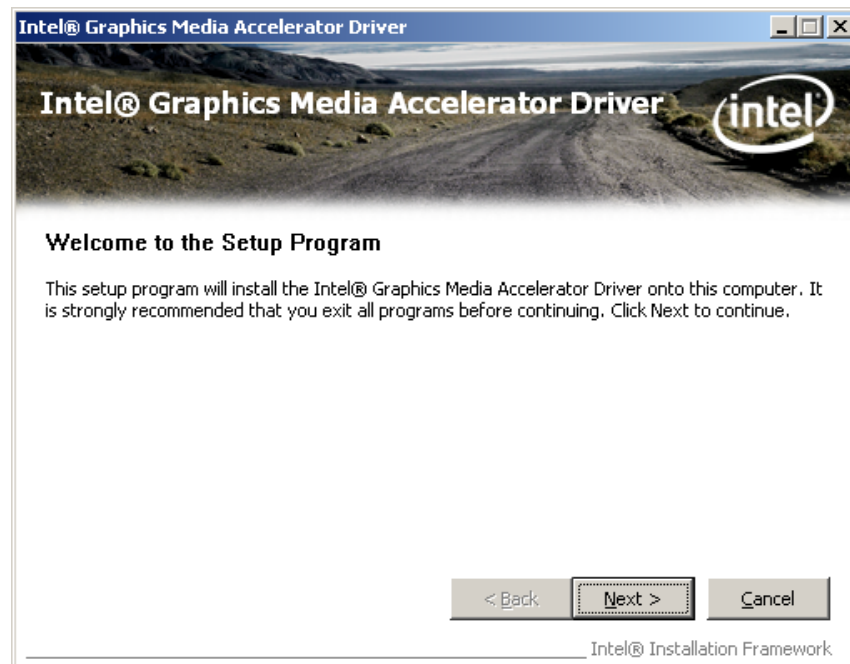 Intel® Graphics Media Accelerator Driver
Intel® Graphics Media Accelerator Driver
intel
Welcome to the Setup Program
This setup program will install the Intel® Graphics Media Accelerator Driver onto this computer. It
is strongly recommended that you exit all programs before continuing. Click Next to continue.
< Back Next > Cancel
Intel® Installation Framework